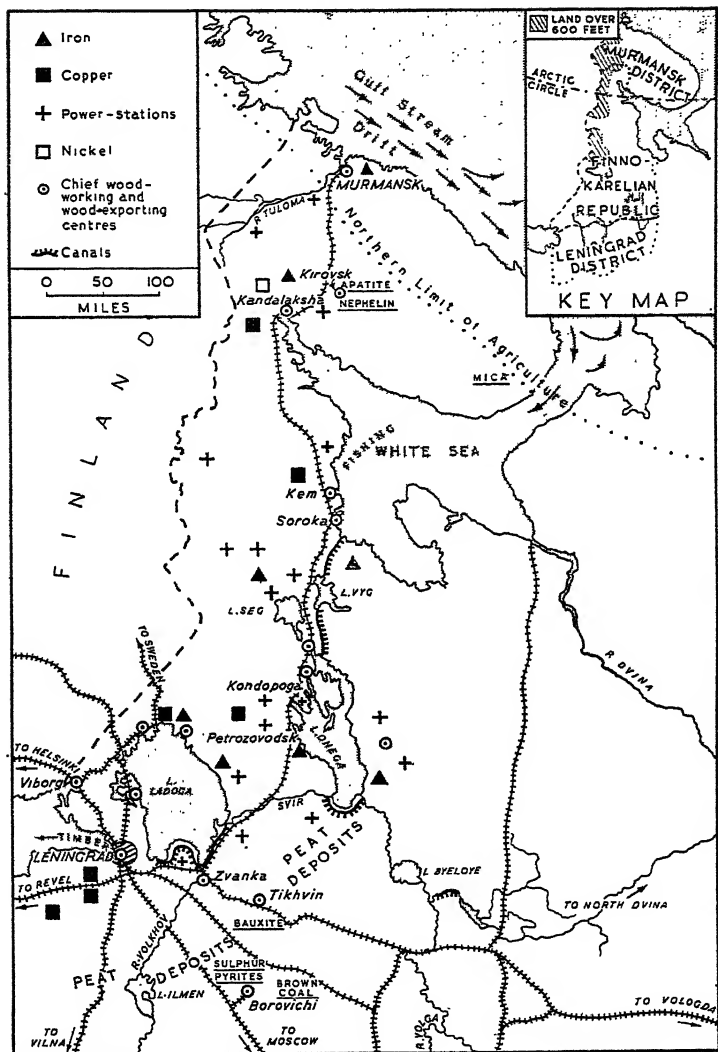 Iron
Copper
Power-stations
Nickel
Chief wood-
working and
wood-exporting
centres
Canals
0 50 100
MILES
LAND OVER
600 FEET
MURMANSK
DISTRICT
ARCTIC
CIRCLE
FINNO-
KARELIAN
REPUBLIC
LENINGRAD
DISTRICT
KEY MAP
Gulf Stream
Drift
MURMANSK
R. TULOMA
Northern Limit of Agriculture
Kirovsk
APATITE
NEPHELIN
Kandalaksha
MICA
FINLAND
FISHING
WHITE SEA
Kem
Soroka
L. VYG
L. SEG
R. DVINA
TO SWEDEN
Kondopoga
Petrozovodsk
L. ONEGA
TO HELSINKI
Viborg
L.
LADOGA
SVIR
TIMBER
LENINGRAD
PEAT
DEPOSITS
L. BYELOYE
TO REVEL
Zvanka
Tikhvin
TO NORTH DVINA
BAUXITE
R. VOLKHOV
PEAT DEPOSITS
SULPHUR
PYRITES
BROWN
COAL
L. ILMEN
Borovichi
TO VOLOGDA
TO
VILNA
TO
MOSCOW